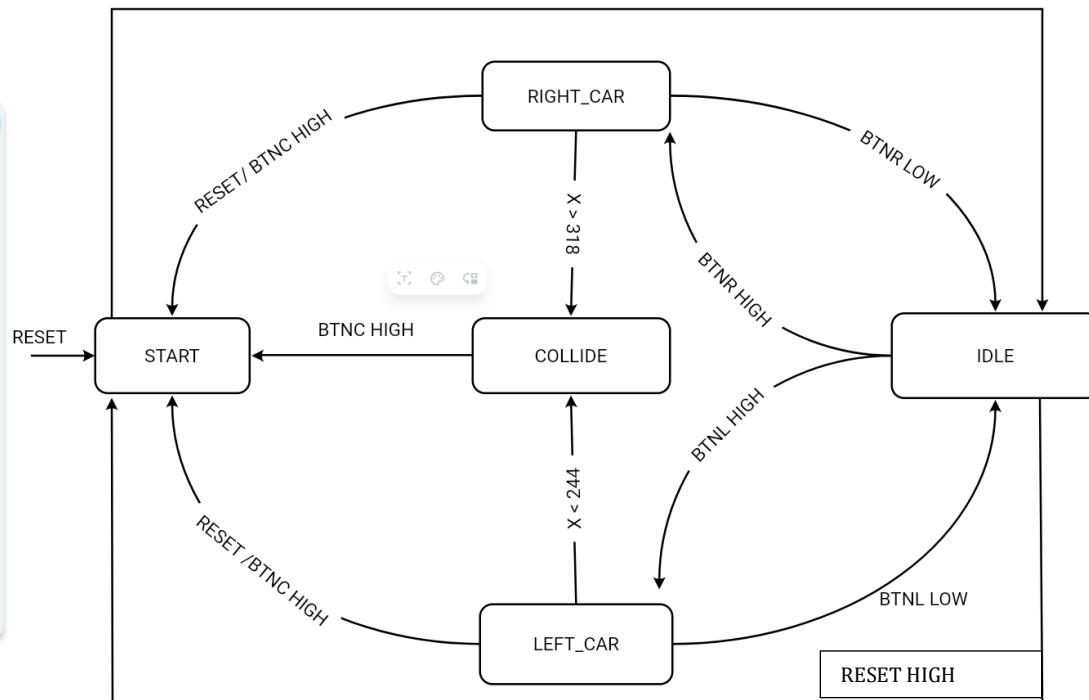 RIGHT_CAR
RESET/ BTNC HIGH
BTNR LOW
X > 318
BTNR HIGH
RESET
BTNC HIGH
START
COLLIDE
IDLE
BTNL HIGH
X < 244
RESET /BTNC HIGH
BTNL LOW
LEFT_CAR
RESET HIGH